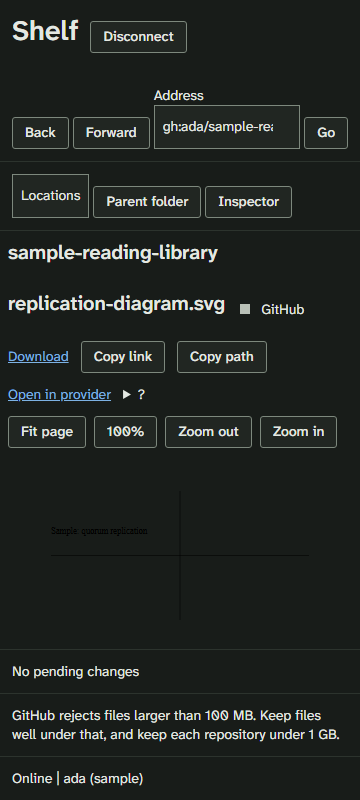 Shelf Disconnect
Address
Back Forward gh:ada/sample-rea Go
Locations Parent folder Inspector
sample-reading-library
replication-diagram.svg GitHub
Download Copy link Copy path
Open in provider ▶ ?
Fit page 100% Zoom out Zoom in
Sample: quorum replication
No pending changes
GitHub rejects files larger than 100 MB. Keep files
well under that, and keep each repository under 1 GB.
Online | ada (sample)